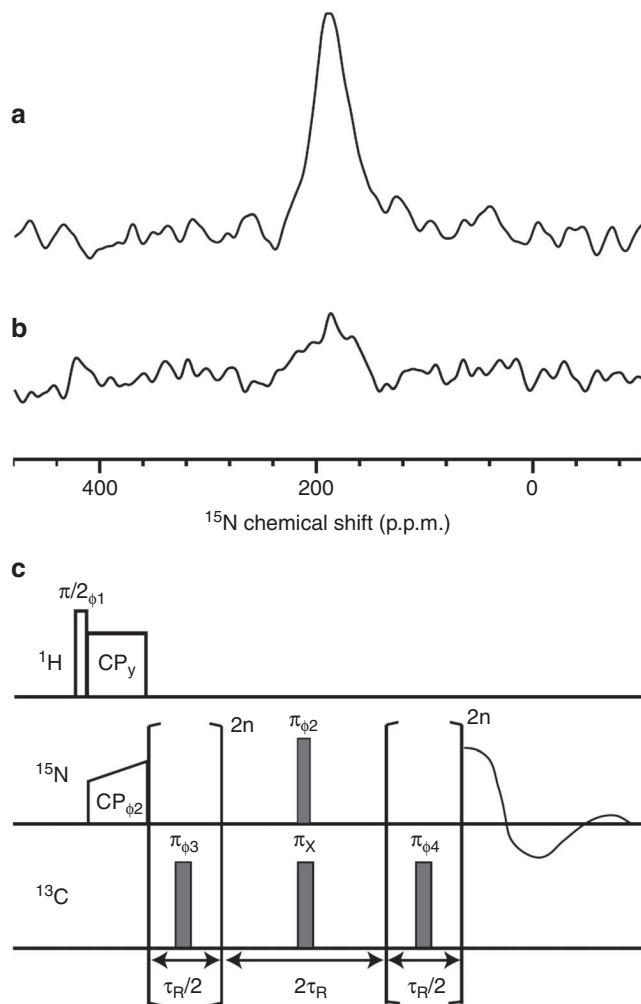 a
b
400 200 0
¹⁵N chemical shift (p.p.m.)
c
π/2ϕ1
¹H CPy
2n πϕ2 2n
¹⁵N CPϕ2
πϕ3 πX πϕ4
¹³C
τR/2 2τR τR/2